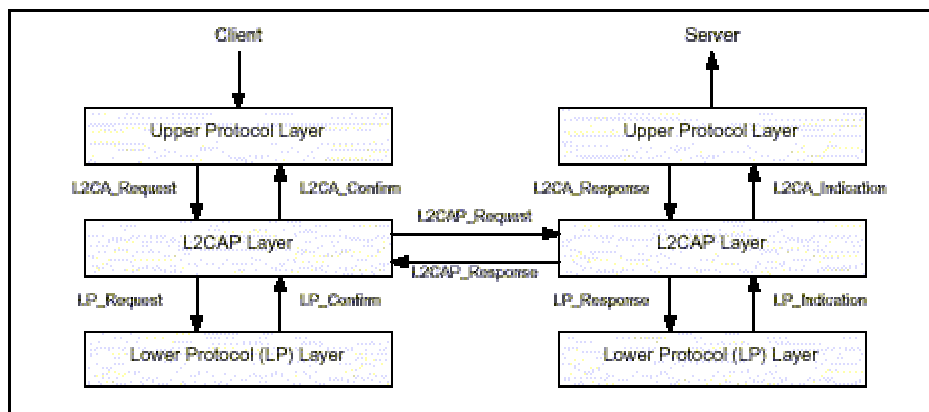 Client Server
Upper Protocol Layer Upper Protocol Layer
L2CA_Request L2CA_Confirm L2CA_Response L2CA_Indication
L2CAP_Request
L2CAP Layer L2CAP Layer
L2CAP_Response
LP_Request LP_Confirm LP_Response LP_Indication
Lower Protocol (LP) Layer Lower Protocol (LP) Layer